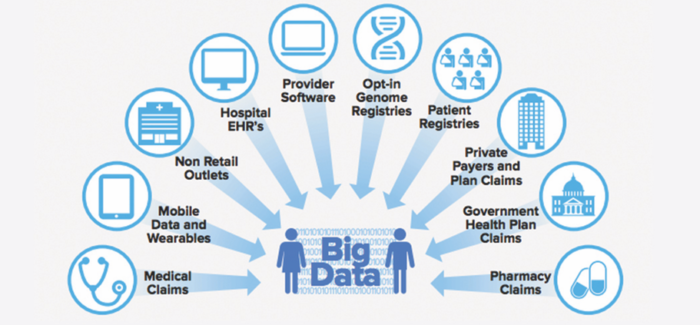 Medical
Claims
Mobile
Data and
Wearables
Non Retail
Outlets
Hospital
EHR's
Provider
Software
Opt-in
Genome
Registries
Patient
Registries
Private
Payers and
Plan Claims
Government
Health Plan
Claims
Pharmacy
Claims
Big
Data